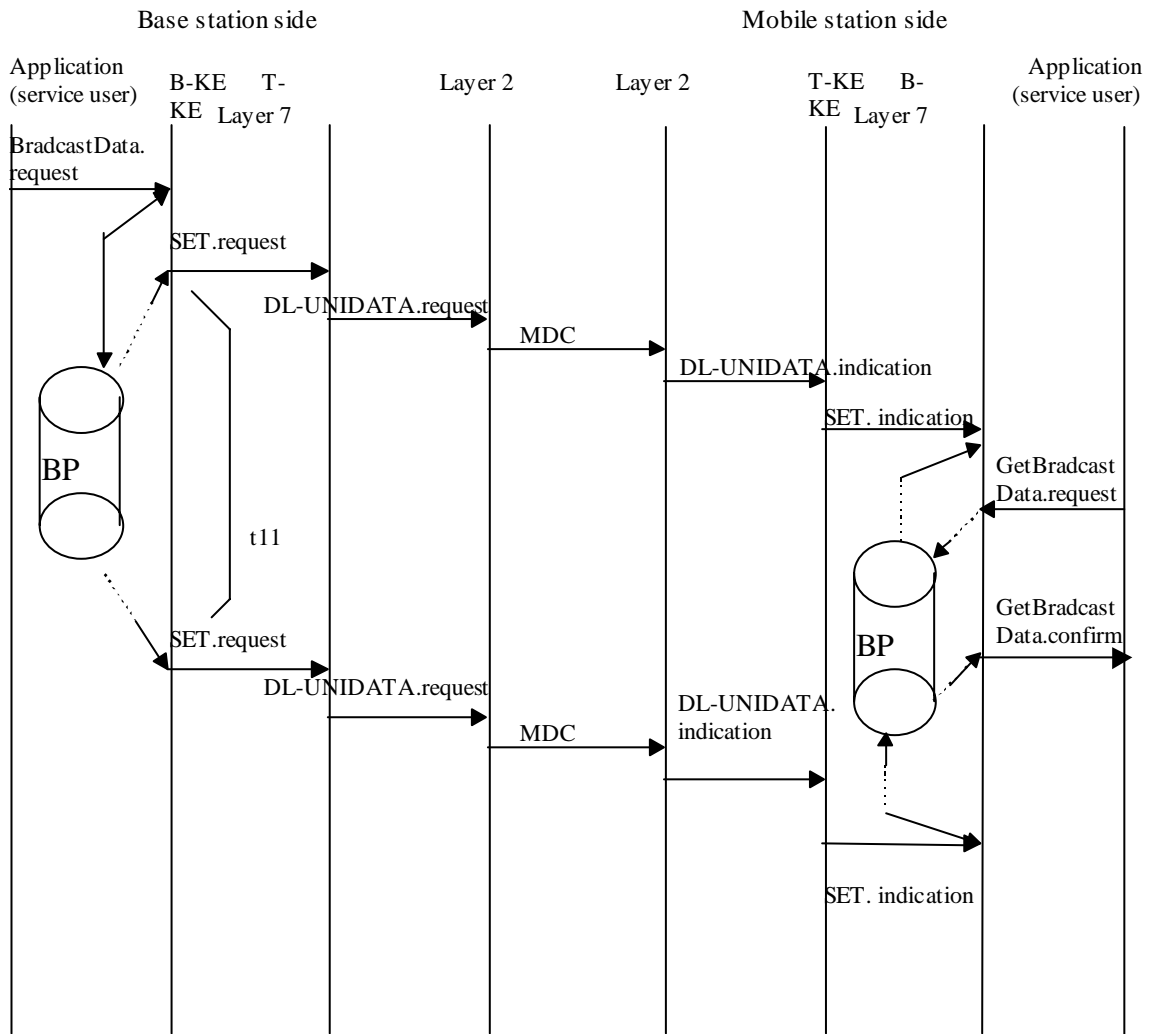 Base station side
Mobile station side
Application
(service user)
B-KE T-
KE Layer 7
Layer 2
Layer 2
T-KE B-
KE Layer 7
Application
(service user)
BradcastData.
request
SET.request
DL-UNIDATA.request
MDC
DL-UNIDATA.indication
SET. indication
GetBradcast
Data.request
BP
t11
GetBradcast
Data.confirm
SET.request
BP
DL-UNIDATA.request
DL-UNIDATA.
indication
MDC
SET. indication